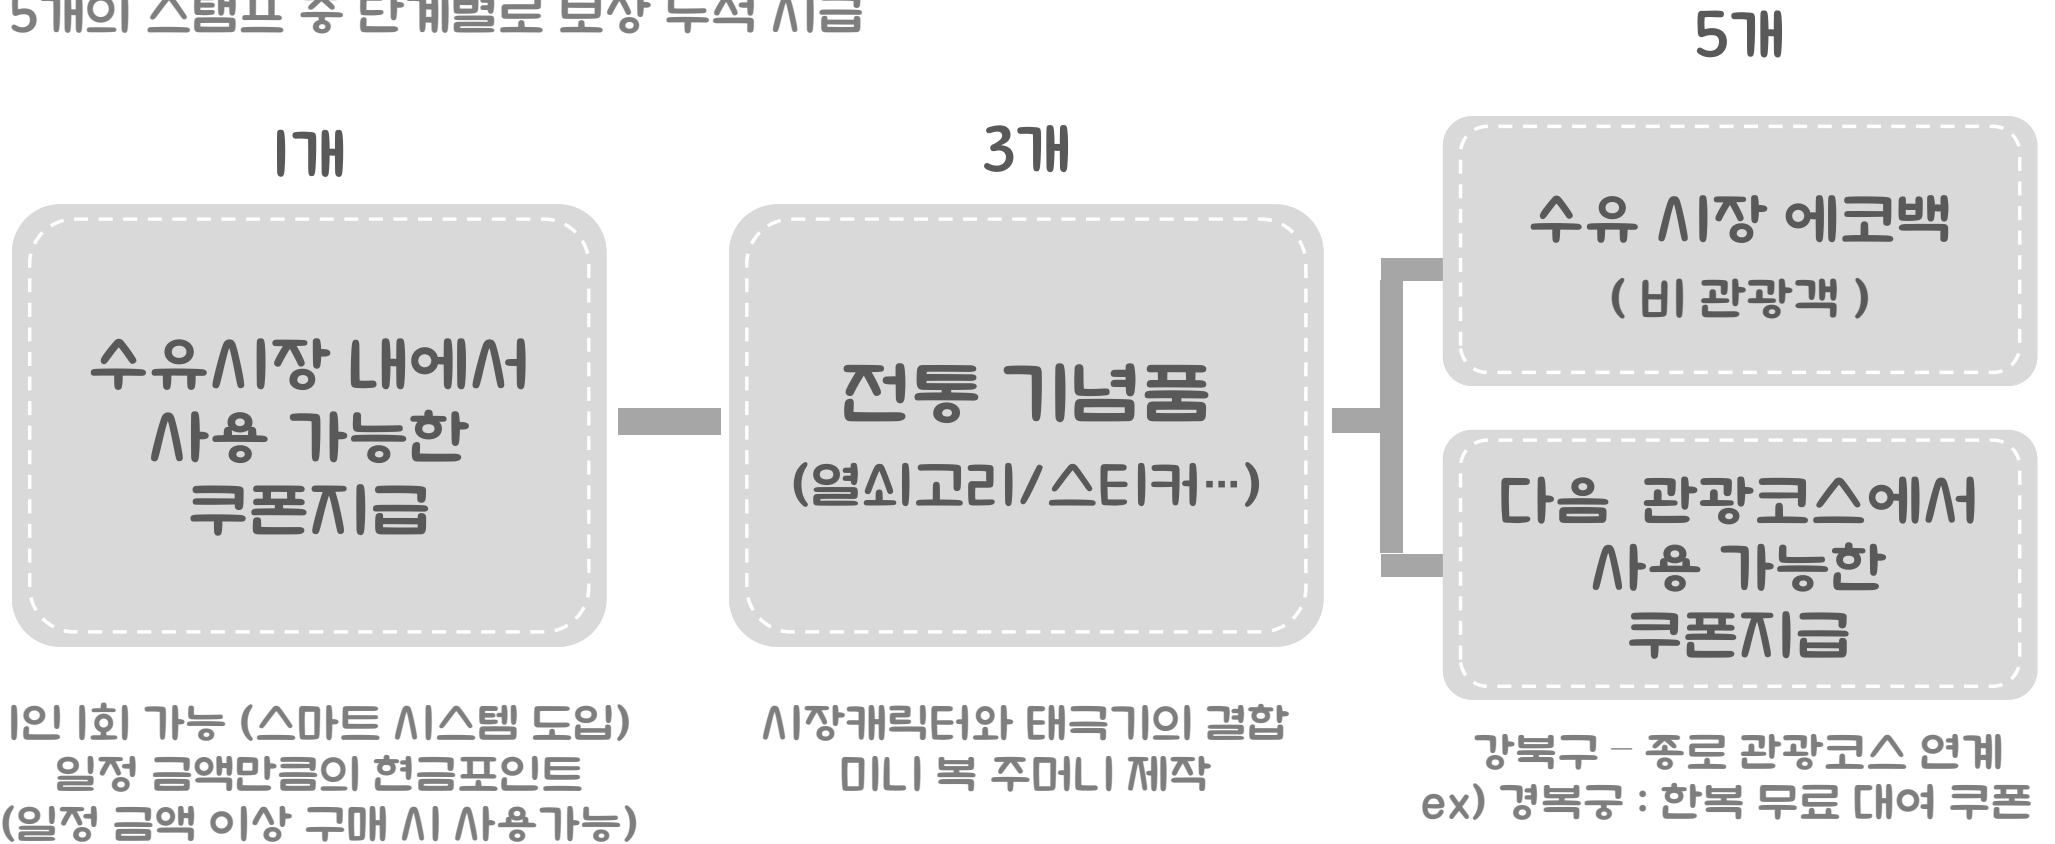 5개의 스탬프 중 단계별로 보상 누적 지급
1개
수유시장 내에서
사용 가능한
쿠폰지급
1인 1회 가능 (스마트 시스템 도입)
일정 금액만큼의 현금포인트
(일정 금액 이상 구매 시 사용가능)
3개
전통 기념품
(열쇠고리/스티커…)
시장캐릭터와 태극기의 결합
미니 복 주머니 제작
5개
수유 시장 에코백
( 비 관광객 )
다음 관광코스에서
사용 가능한
쿠폰지급
강북구 – 종로 관광코스 연계
ex) 경복궁 : 한복 무료 대여 쿠폰